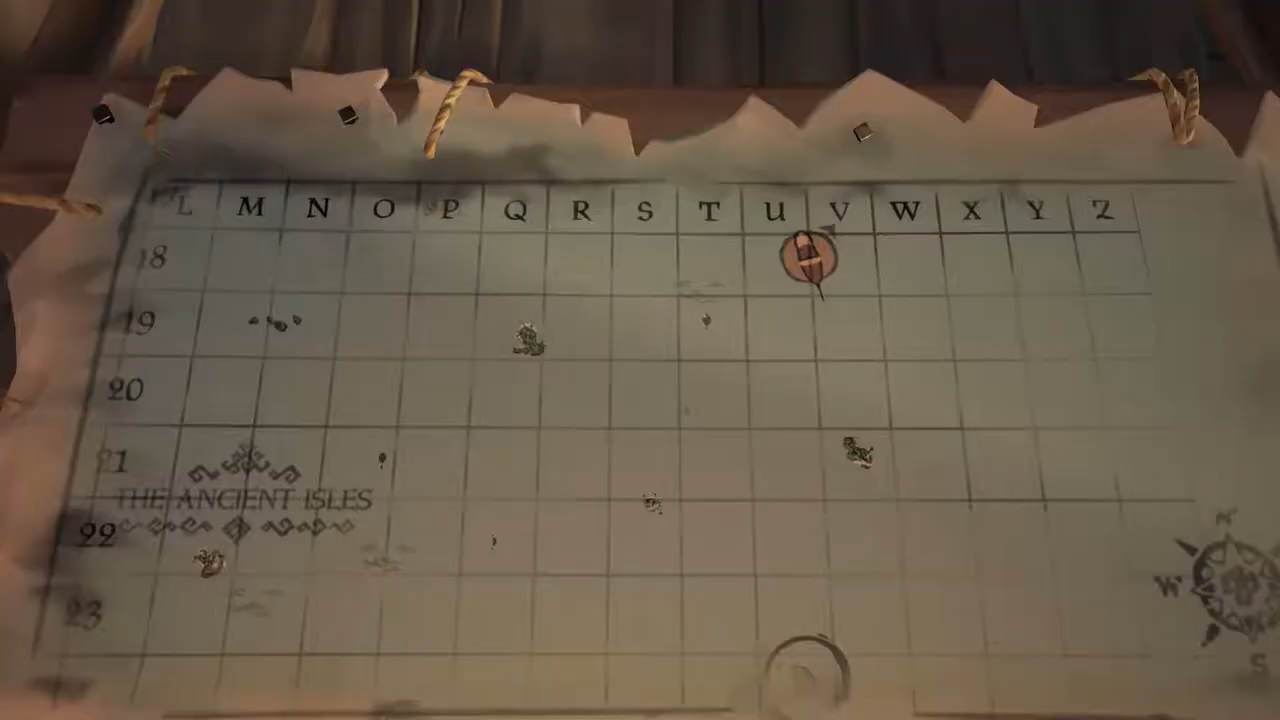 L M N O P Q R S T U V W X Y Z
18
19
20
21
THE ANCIENT ISLES
22
23
N
W
S